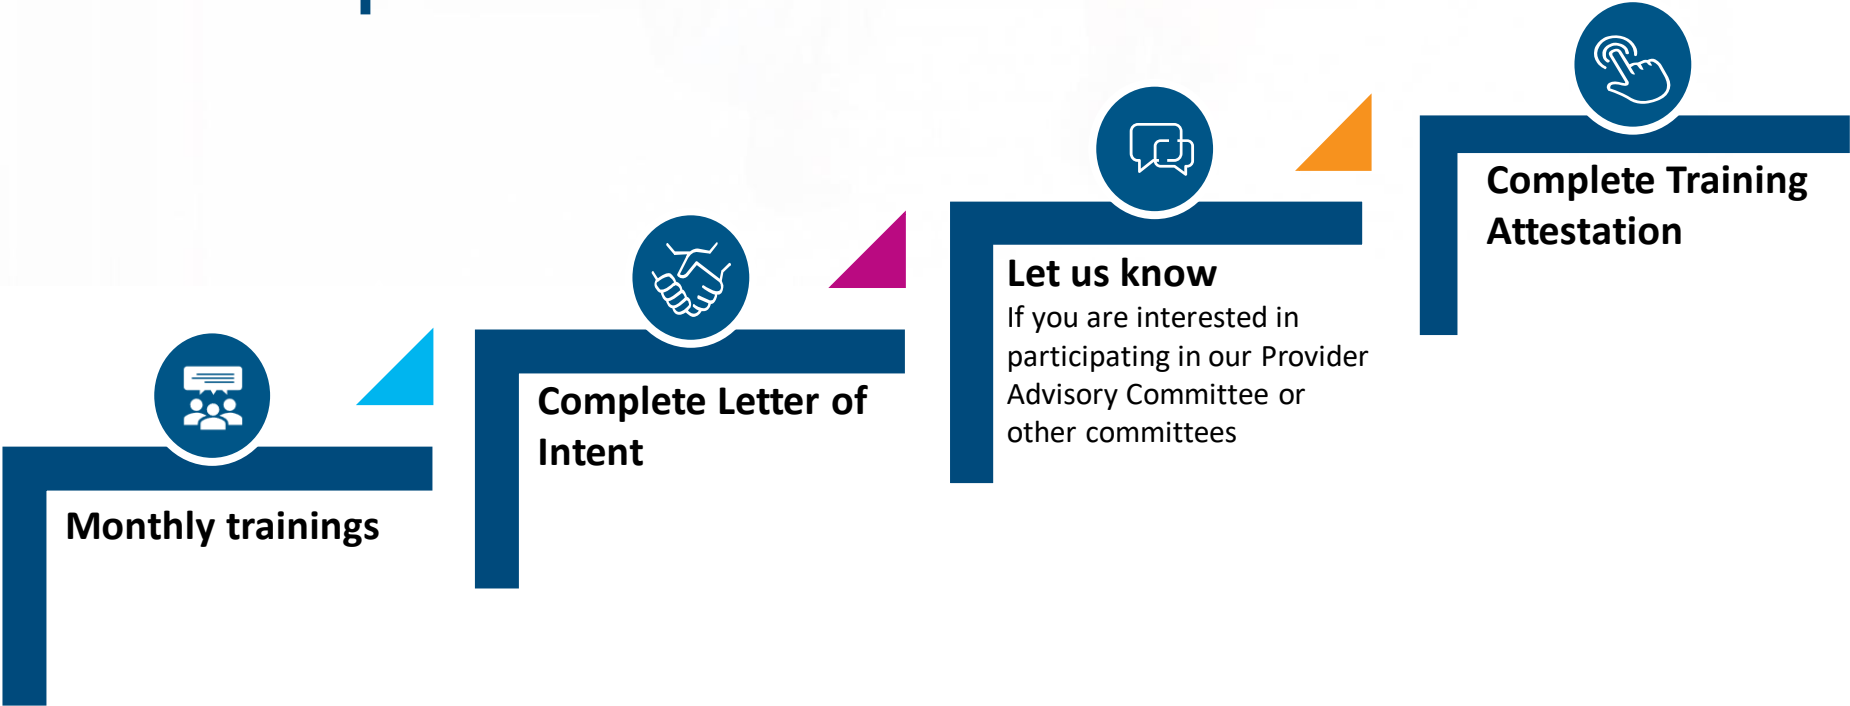 Monthly trainings
Complete Letter of
Intent
Let us know
If you are interested in
participating in our Provider
Advisory Committee or
other committees
Complete Training
Attestation